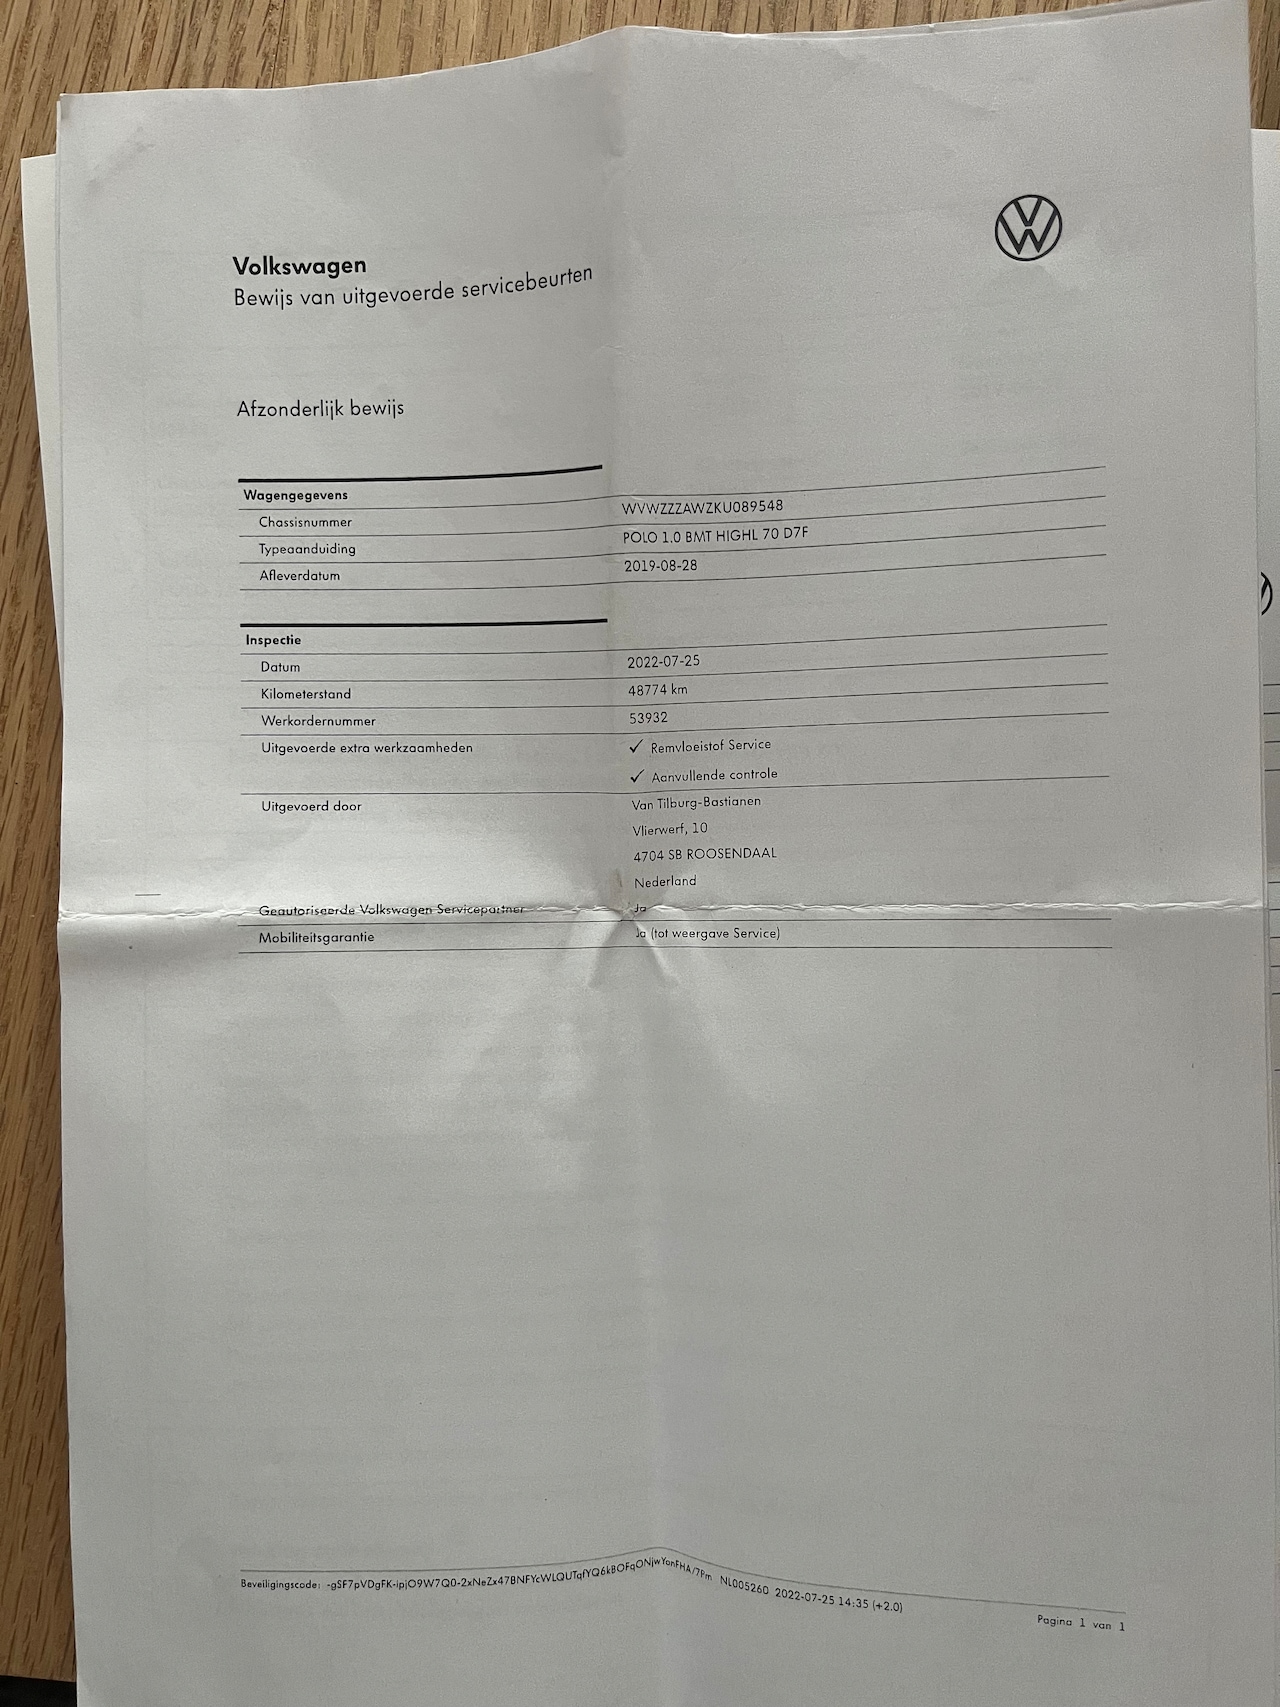 Volkswagen
Bewijs van uitgevoerde servicebeurten
Afzonderlijk bewijs
Wagengegevens
Chassisnummer WVWZZZAWZKU089548
Typeaanduiding POLO 1.0 BMT HIGHL 70 D7F
Afleverdatum 2019-08-28
Inspectie
Datum 2022-07-25
Kilometerstand 48774 km
Werkordernummer 53932
Uitgevoerde extra werkzaamheden ✓ Remvloeistof Service
✓ Aanvullende controle
Uitgevoerd door Van Tilburg-Bastianen
Vlierwerf, 10
4704 SB ROOSENDAAL
Nederland
Geautoriseerde Volkswagen Servicepartner Ja
Mobiliteitsgarantie Ja (tot weergave Service)
Beveiligingscode: NL005260 2022-07-25 14:35 (+2.0)
Pagina 1 van 1